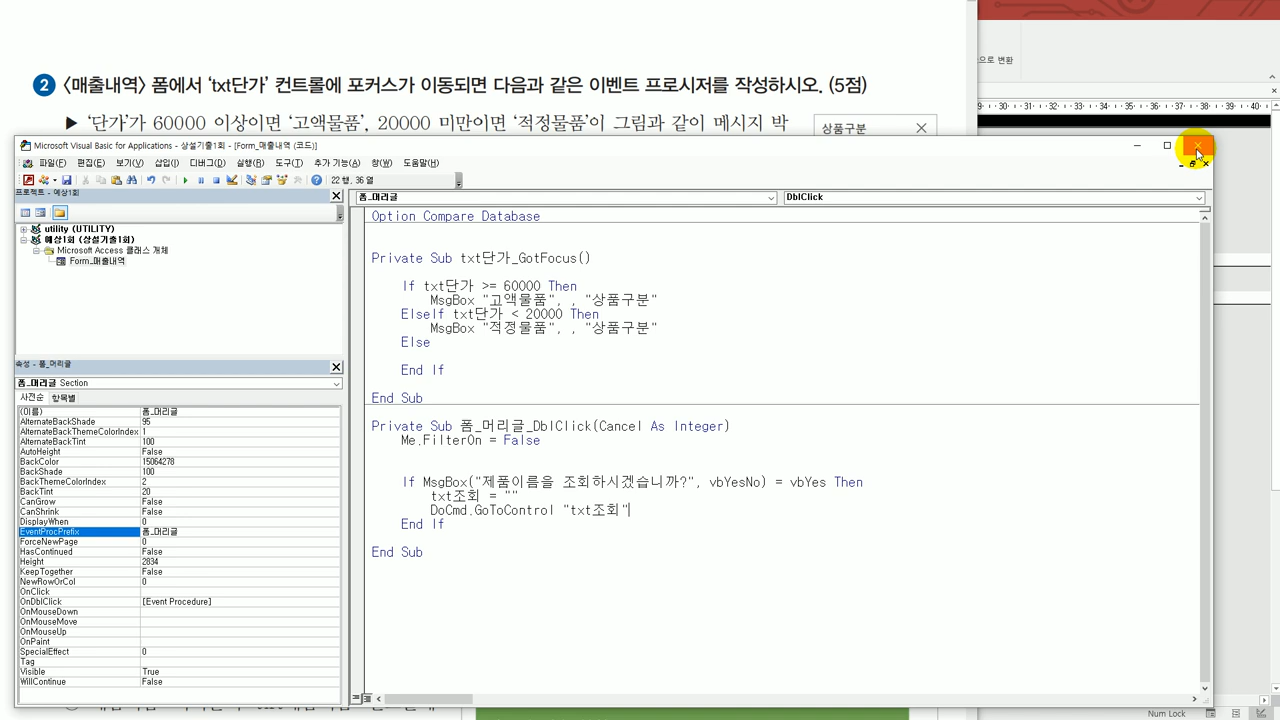 으로 변환
2 <매출내역> 폼에서 'txt단가' 컨트롤에 포커스가 이동되면 다음과 같은 이벤트 프로시저를 작성하시오. (5점)
▶ '단가'가 60000 이상이면 '고액물품', 20000 미만이면 '적정물품'이 그림과 같이 메시지 박
상품구분
29 30 31 32 33 34 35 36 37 38 39 40
Microsoft Visual Basic for Applications - 상설기출1회 - [Form_매출내역 (코드)]
파일(F) 편집(E) 보기(V) 삽입(I) 디버그(D) 실행(R) 도구(T) 추가 기능(A) 창(W) 도움말(H)
22 행, 36 열
프로젝트 - 예상1회
utility (UTILITY)
예상1회 (상설기출1회)
Microsoft Access 클래스 개체
Form_매출내역
속성 - 폼_머리글
폼_머리글 Section
사전순 항목별
(이름) 폼_머리글
AlternateBackShade 95
AlternateBackThemeColorIndex 1
AlternateBackTint 100
AutoHeight False
BackColor 15064278
BackShade 100
BackThemeColorIndex 2
BackTint 20
CanGrow False
CanShrink False
DisplayWhen 0
EventProcPrefix 폼_머리글
ForceNewPage 0
HasContinued False
Height 2834
KeepTogether False
NewRowOrCol 0
OnClick
OnDblClick [Event Procedure]
OnMouseDown
OnMouseMove
OnMouseUp
OnPaint
SpecialEffect 0
Tag
Visible True
WillContinue False
폼_머리글 DblClick
Option Compare Database
Private Sub txt단가_GotFocus()
If txt단가 >= 60000 Then
MsgBox "고액물품", , "상품구분"
ElseIf txt단가 < 20000 Then
MsgBox "적정물품", , "상품구분"
Else
End If
End Sub
Private Sub 폼_머리글_DblClick(Cancel As Integer)
Me.FilterOn = False
If MsgBox("제품이름을 조회하시겠습니까?", vbYesNo) = vbYes Then
txt조회 = ""
DoCmd.GoToControl "txt조회"
End If
End Sub
Num Lock